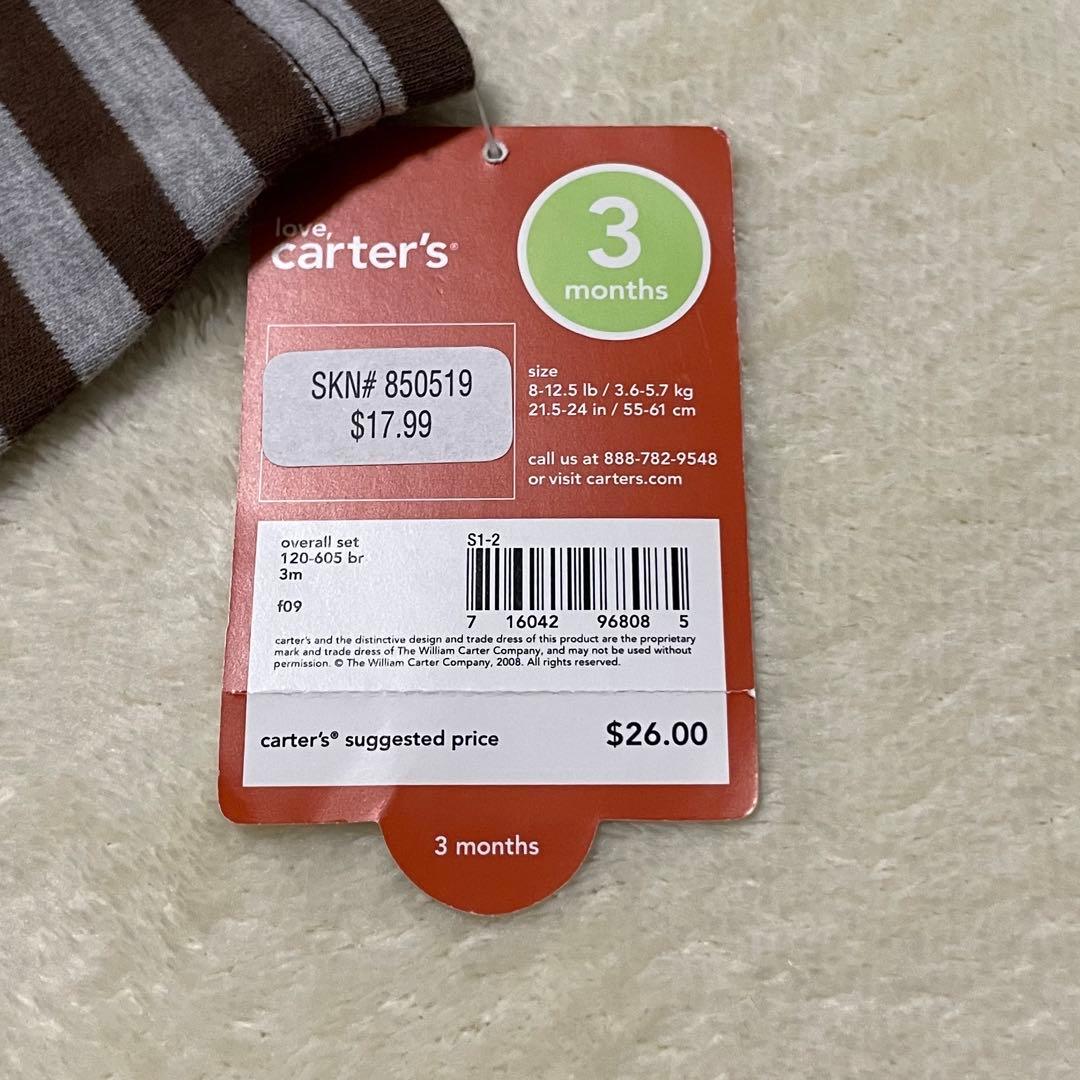 love,
carter's®
3
months
SKN# 850519
$17.99
size
8-12.5 lb / 3.6-5.7 kg
21.5-24 in / 55-61 cm
call us at 888-782-9548
or visit carters.com
overall set
120-605 br
3m
f09
S1-2
7 16042 96808 5
carter's and the distinctive design and trade dress of this product are the proprietary
mark and trade dress of The William Carter Company, and may not be used without
permission. © The William Carter Company, 2008. All rights reserved.
carter's® suggested price $26.00
3 months